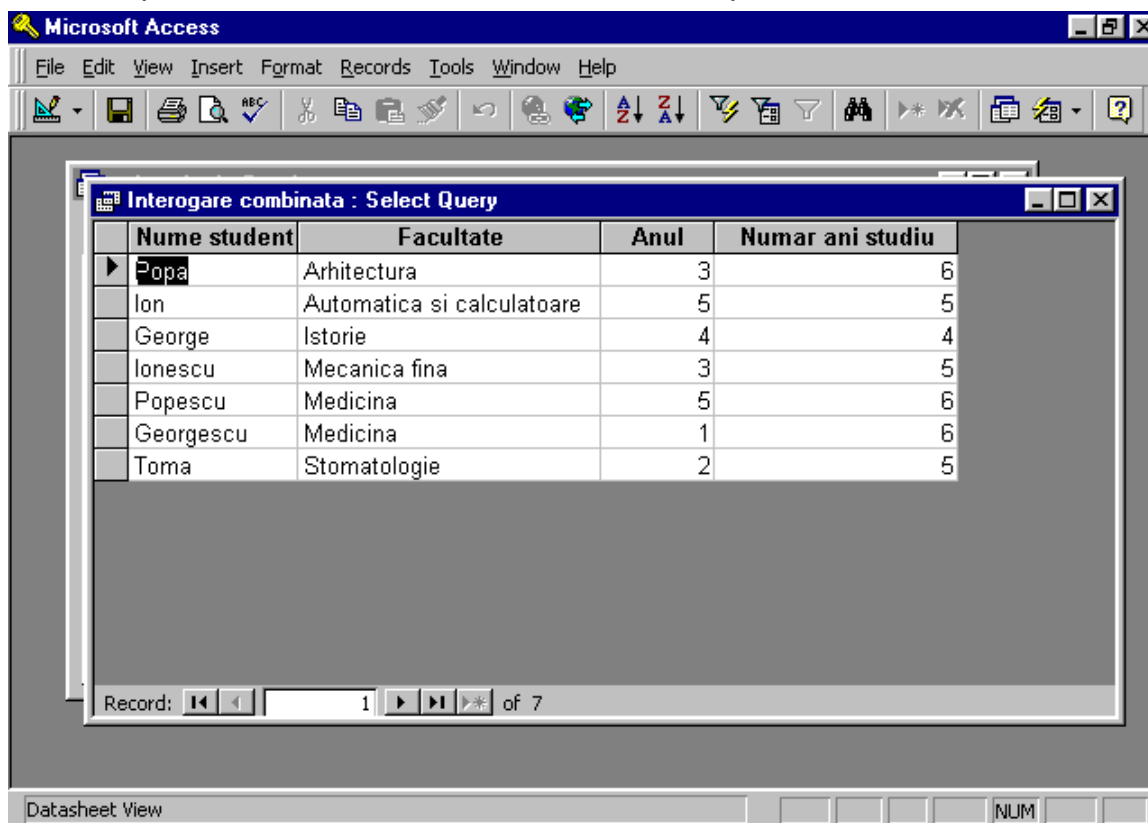 Microsoft Access
File Edit View Insert Format Records Tools Window Help
Interogare combinata : Select Query
Nume student Facultate Anul Numar ani studiu
Popa Arhitectura 3 6
Ion Automatica si calculatoare 5 5
George Istorie 4 4
Ionescu Mecanica fina 3 5
Popescu Medicina 5 6
Georgescu Medicina 1 6
Toma Stomatologie 2 5
Record: 1 of 7
Datasheet View NUM